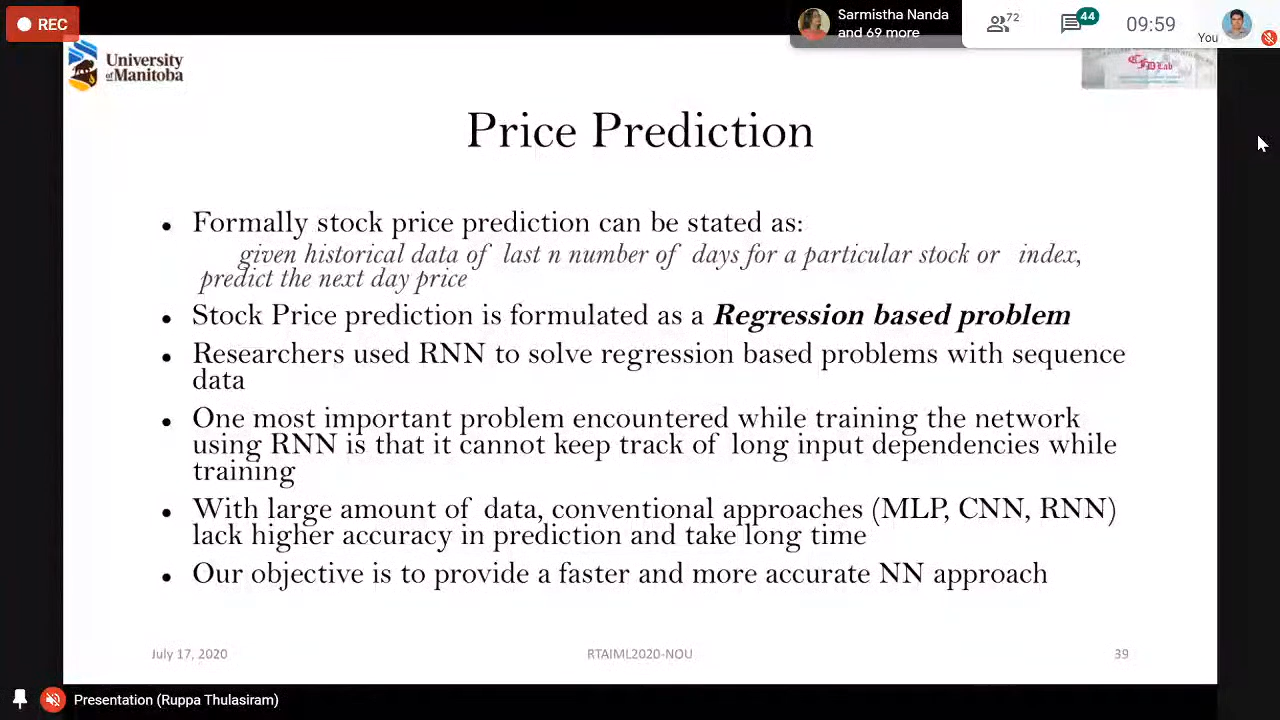 REC
Sarmistha Nanda
and 69 more
72
44
09:59
You
University
of Manitoba
CFD Lab
Price Prediction
• Formally stock price prediction can be stated as:
given historical data of last n number of days for a particular stock or index,
predict the next day price
• Stock Price prediction is formulated as a Regression based problem
• Researchers used RNN to solve regression based problems with sequence
data
• One most important problem encountered while training the network
using RNN is that it cannot keep track of long input dependencies while
training
• With large amount of data, conventional approaches (MLP, CNN, RNN)
lack higher accuracy in prediction and take long time
• Our objective is to provide a faster and more accurate NN approach
July 17, 2020
RTAIML2020-NOU
39
Presentation (Ruppa Thulasiram)